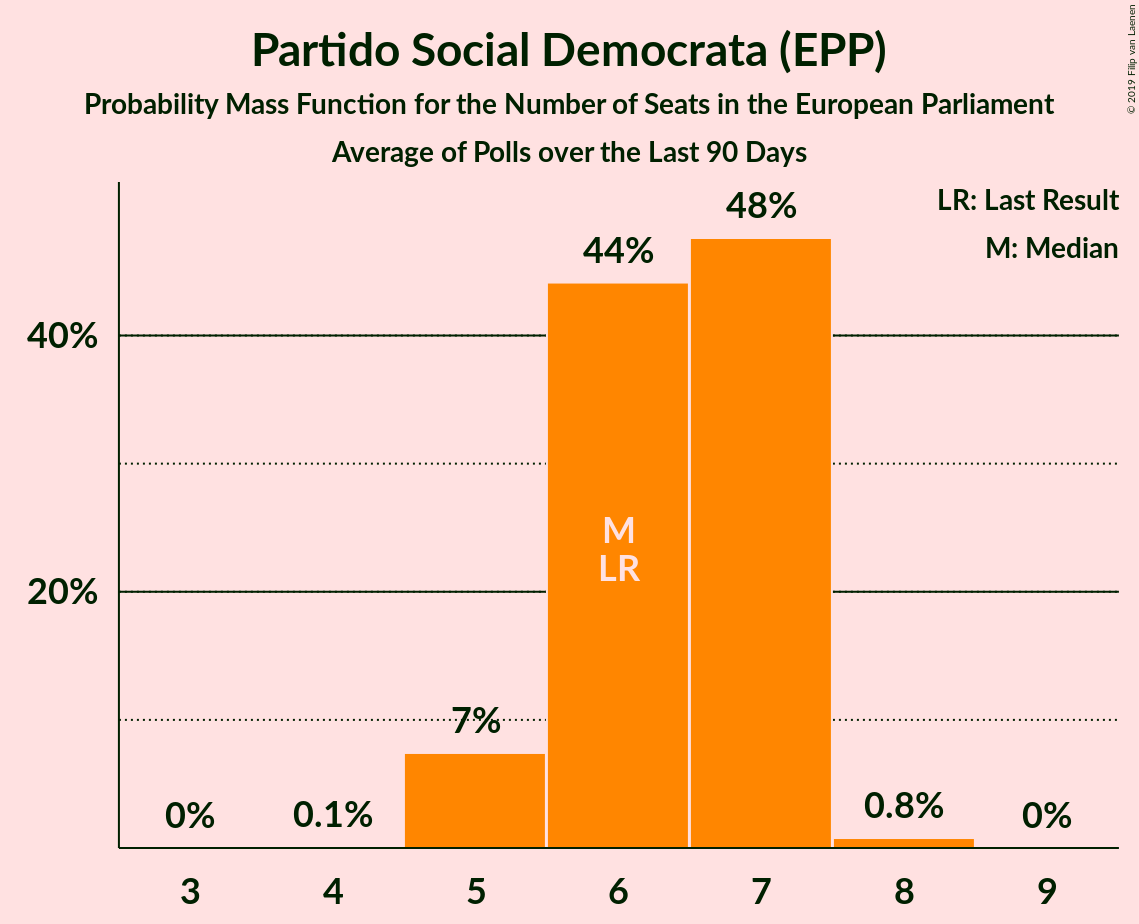 Partido Social Democrata (EPP)
Probability Mass Function for the Number of Seats in the European Parliament
Average of Polls over the Last 90 Days
© 2019 Filip van Laenen
LR: Last Result
M: Median
48%
44%
40%
M
LR
20%
7%
0%
0.1%
0.8%
0%
3
4
5
6
7
8
9